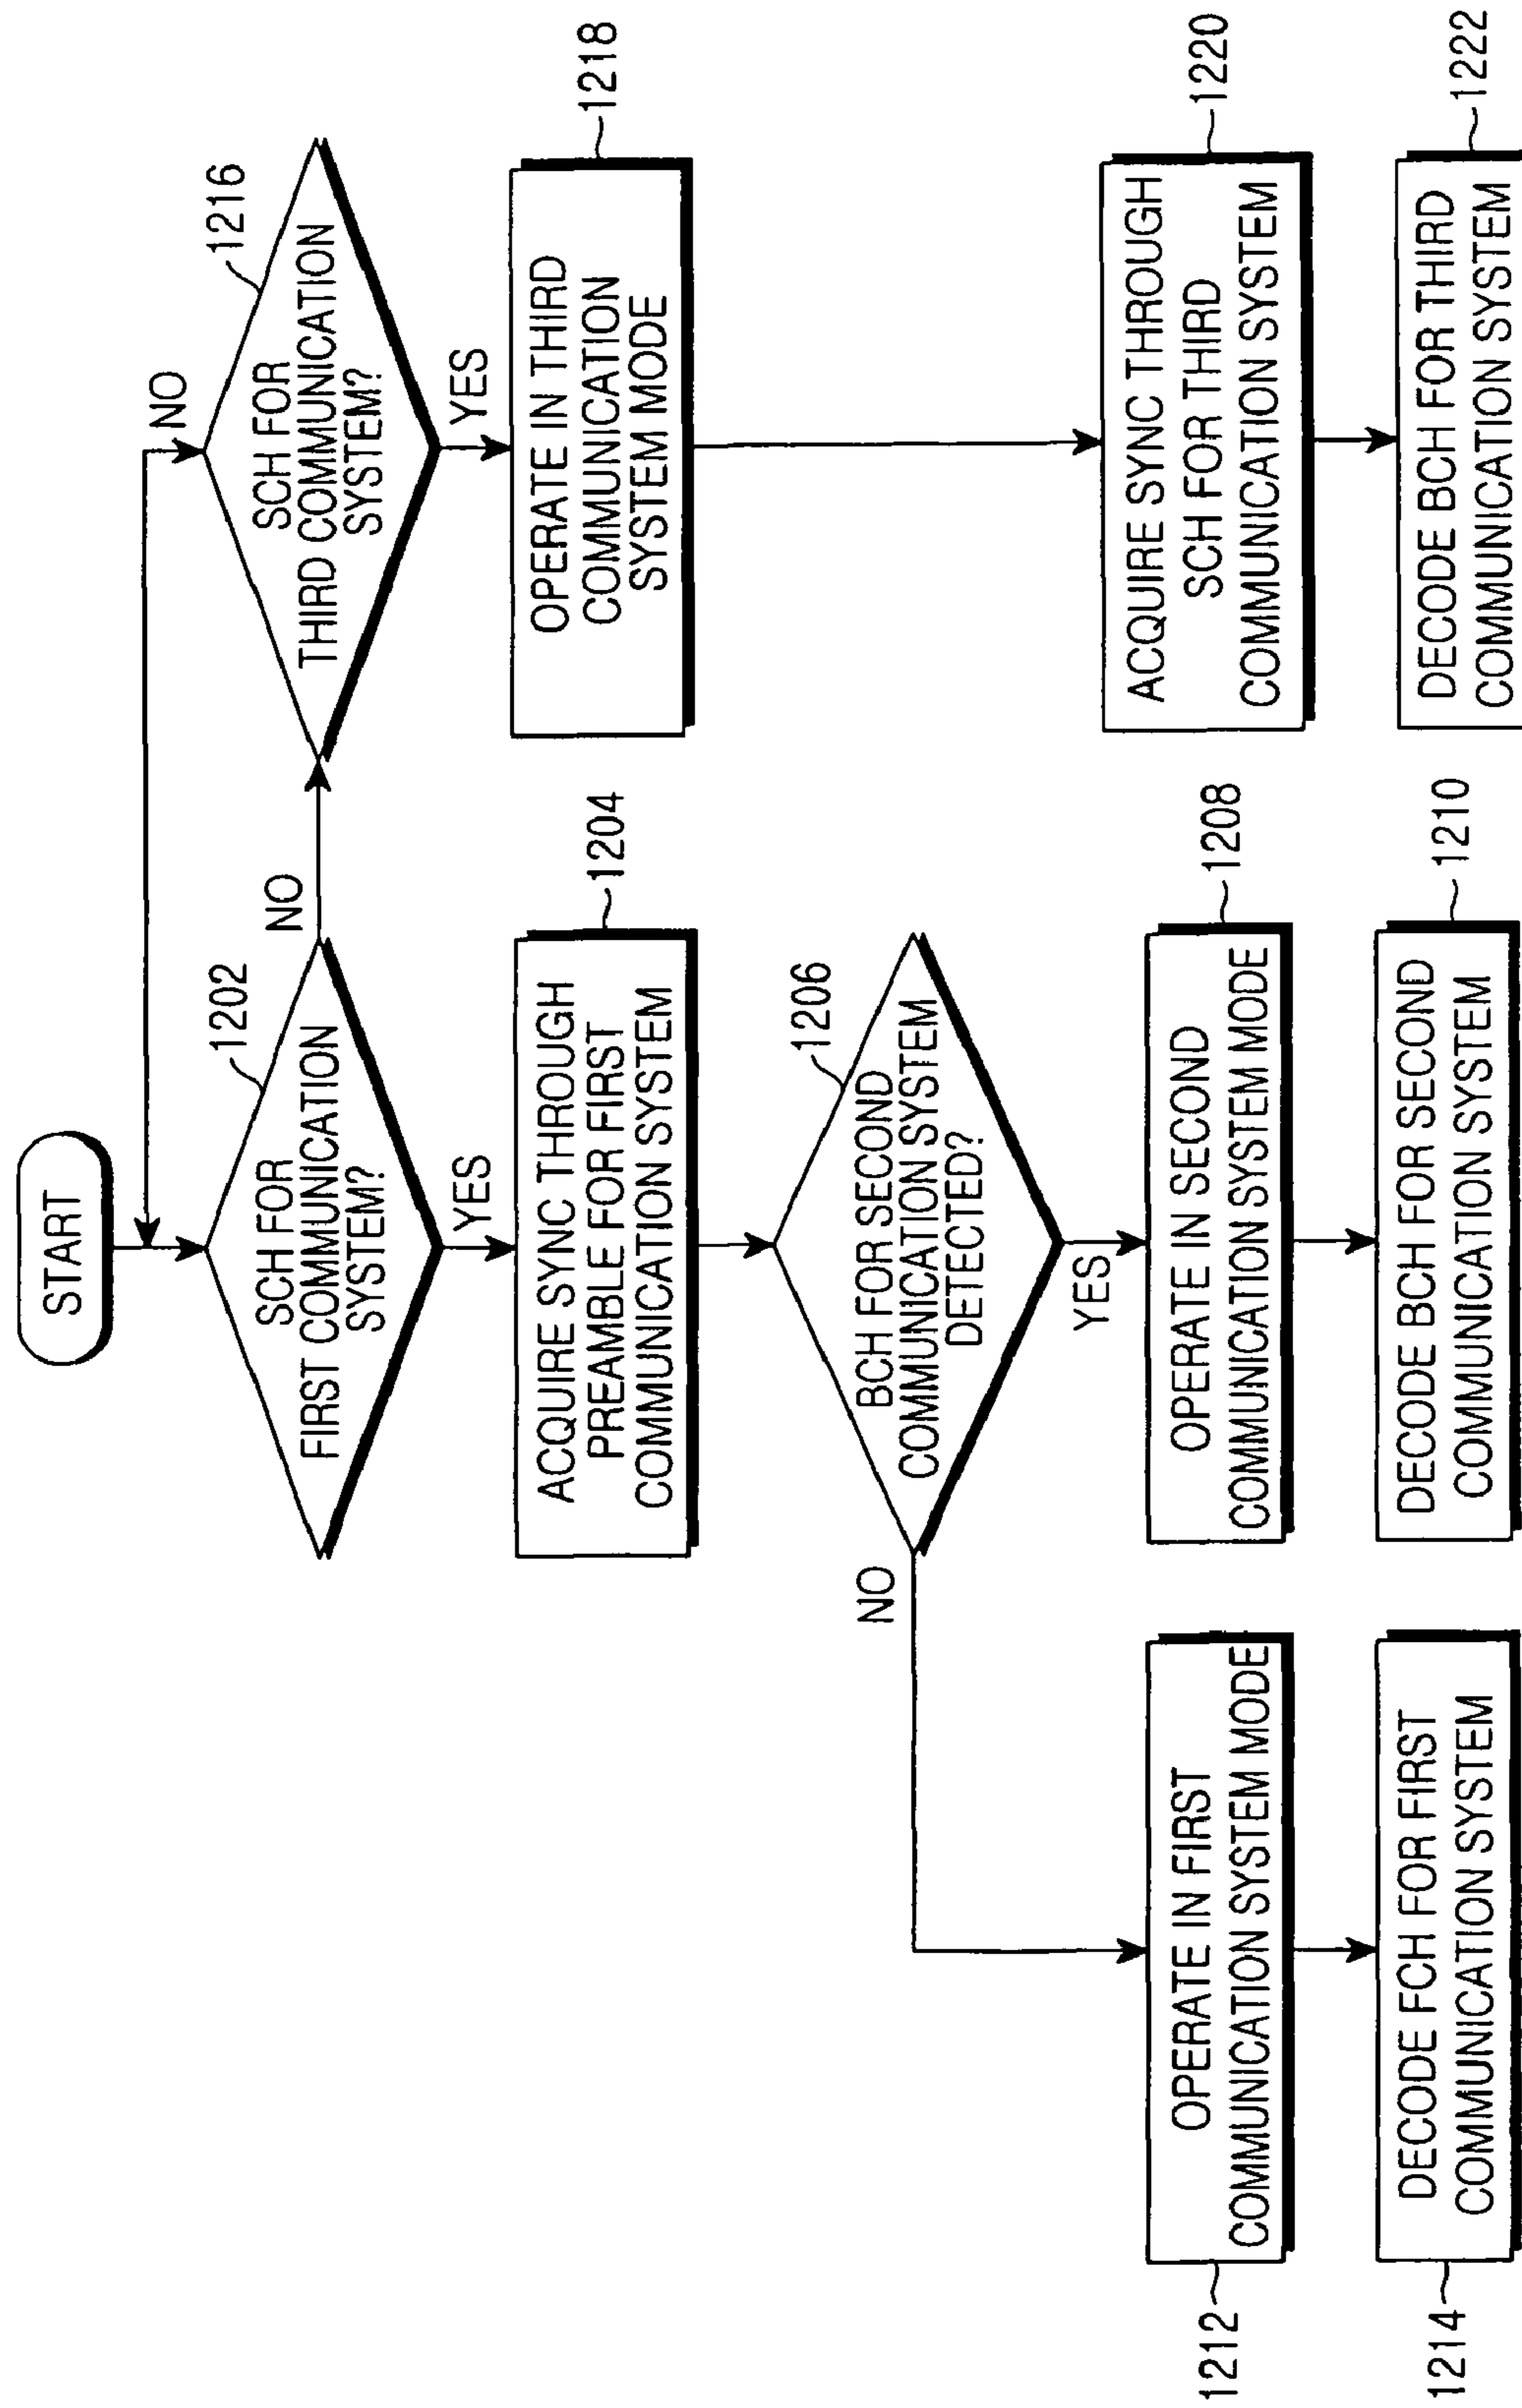 START
1202
SCH FOR
FIRST COMMUNICATION
SYSTEM?
NO
YES
1216
SCH FOR
THIRD COMMUNICATION
SYSTEM?
NO
YES
ACQUIRE SYNC THROUGH
PREAMBLE FOR FIRST
COMMUNICATION SYSTEM
1204
OPERATE IN THIRD
COMMUNICATION
SYSTEM MODE
1218
1206
BCH FOR SECOND
COMMUNICATION SYSTEM
DETECTED?
NO
YES
1212
OPERATE IN FIRST
COMMUNICATION SYSTEM MODE
OPERATE IN SECOND
COMMUNICATION SYSTEM MODE
1208
ACQUIRE SYNC THROUGH
SCH FOR THIRD
COMMUNICATION SYSTEM
1220
1214
DECODE FCH FOR FIRST
COMMUNICATION SYSTEM
DECODE BCH FOR SECOND
COMMUNICATION SYSTEM
1210
DECODE BCH FOR THIRD
COMMUNICATION SYSTEM
1222